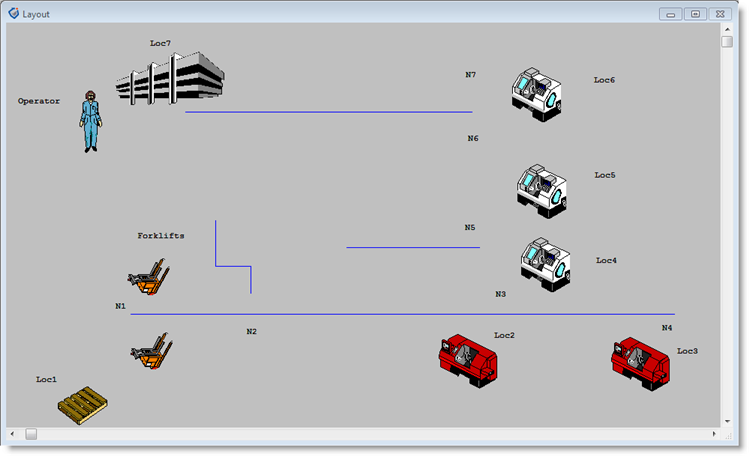 Layout
Loc7
N7
Loc6
Operator
N6
Loc5
N5
Forklifts
Loc4
N3
N1
N2
N4
Loc2
Loc3
Loc1